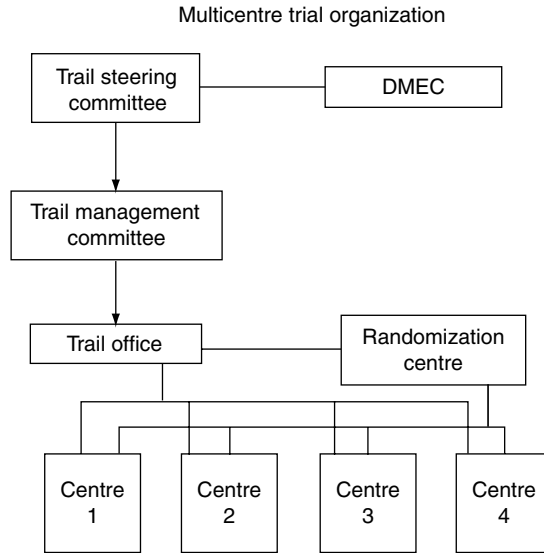 Multicentre trial organization
Trail steering
committee
DMEC
Trail management
committee
Trail office
Randomization
centre
Centre
1
Centre
2
Centre
3
Centre
4